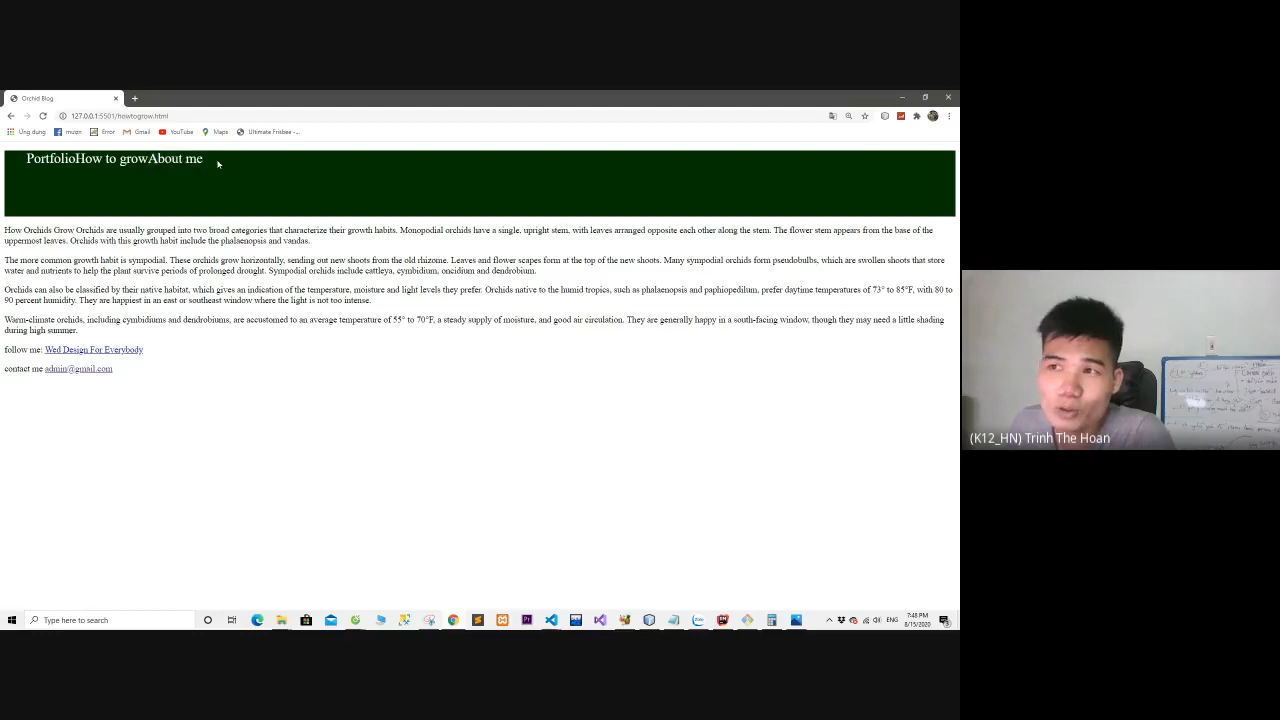 Orchid Blog
127.0.0.1:5501/howtogrow.html
Ứng dụng
mượn
Error
Gmail
YouTube
Maps
Ultimate Frisbee -...
PortfolioHow to growAbout me
How Orchids Grow Orchids are usually grouped into two broad categories that characterize their growth habits. Monopodial orchids have a single, upright stem, with leaves arranged opposite each other along the stem. The flower stem appears from the base of the
uppermost leaves. Orchids with this growth habit include the phalaenopsis and vandas.
The more common growth habit is sympodial. These orchids grow horizontally, sending out new shoots from the old rhizome. Leaves and flower scapes form at the top of the new shoots. Many sympodial orchids form pseudobulbs, which are swollen shoots that store
water and nutrients to help the plant survive periods of prolonged drought. Sympodial orchids include cattleya, cymbidium, oncidium and dendrobium.
Orchids can also be classified by their native habitat, which gives an indication of the temperature, moisture and light levels they prefer. Orchids native to the humid tropics, such as phalaenopsis and paphiopedilum, prefer daytime temperatures of 73° to 85°F, with 80 to
90 percent humidity. They are happiest in an east or southeast window where the light is not too intense.
Warm-climate orchids, including cymbidiums and dendrobiums, are accustomed to an average temperature of 55° to 70°F, a steady supply of moisture, and good air circulation. They are generally happy in a south-facing window, though they may need a little shading
during high summer.
follow me: Wed Design For Everybody
contact me admin@gmail.com
(K12_HN) Trinh The Hoan
Type here to search
ENG
7:48 PM
8/15/2020